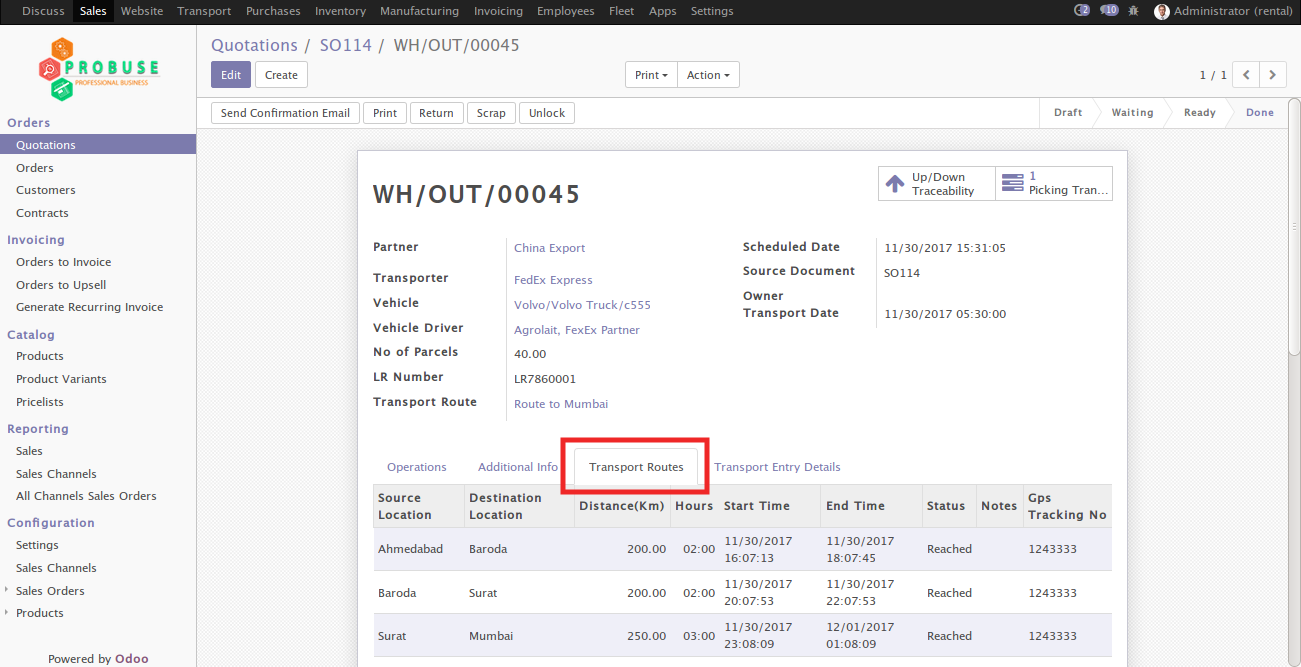 Discuss Sales Website Transport Purchases Inventory Manufacturing Invoicing Employees Fleet Apps Settings 2 10 Administrator (rental)
PROBUSE
PROFESSIONAL BUSINESS
Quotations / SO114 / WH/OUT/00045
Edit Create Print Action 1 / 1
Send Confirmation Email Print Return Scrap Unlock Draft Waiting Ready Done
Orders
Quotations
Orders
Customers
Contracts
Invoicing
Orders to Invoice
Orders to Upsell
Generate Recurring Invoice
Catalog
Products
Product Variants
Pricelists
Reporting
Sales
Sales Channels
All Channels Sales Orders
Configuration
Settings
Sales Channels
Sales Orders
Products
Powered by Odoo
WH/OUT/00045
Up/Down
Traceability
1
Picking Tran...
Partner China Export
Transporter FedEx Express
Vehicle Volvo/Volvo Truck/c555
Vehicle Driver Agrolait, FexEx Partner
No of Parcels 40.00
LR Number LR7860001
Transport Route Route to Mumbai
Scheduled Date 11/30/2017 15:31:05
Source Document SO114
Owner
Transport Date 11/30/2017 05:30:00
Operations Additional Info Transport Routes Transport Entry Details
Source Location Destination Location Distance(Km) Hours Start Time End Time Status Notes Gps Tracking No
Ahmedabad Baroda 200.00 02:00 11/30/2017 16:07:13 11/30/2017 18:07:45 Reached 1243333
Baroda Surat 200.00 02:00 11/30/2017 20:07:53 11/30/2017 22:07:53 Reached 1243333
Surat Mumbai 250.00 03:00 11/30/2017 23:08:09 12/01/2017 01:08:09 Reached 1243333